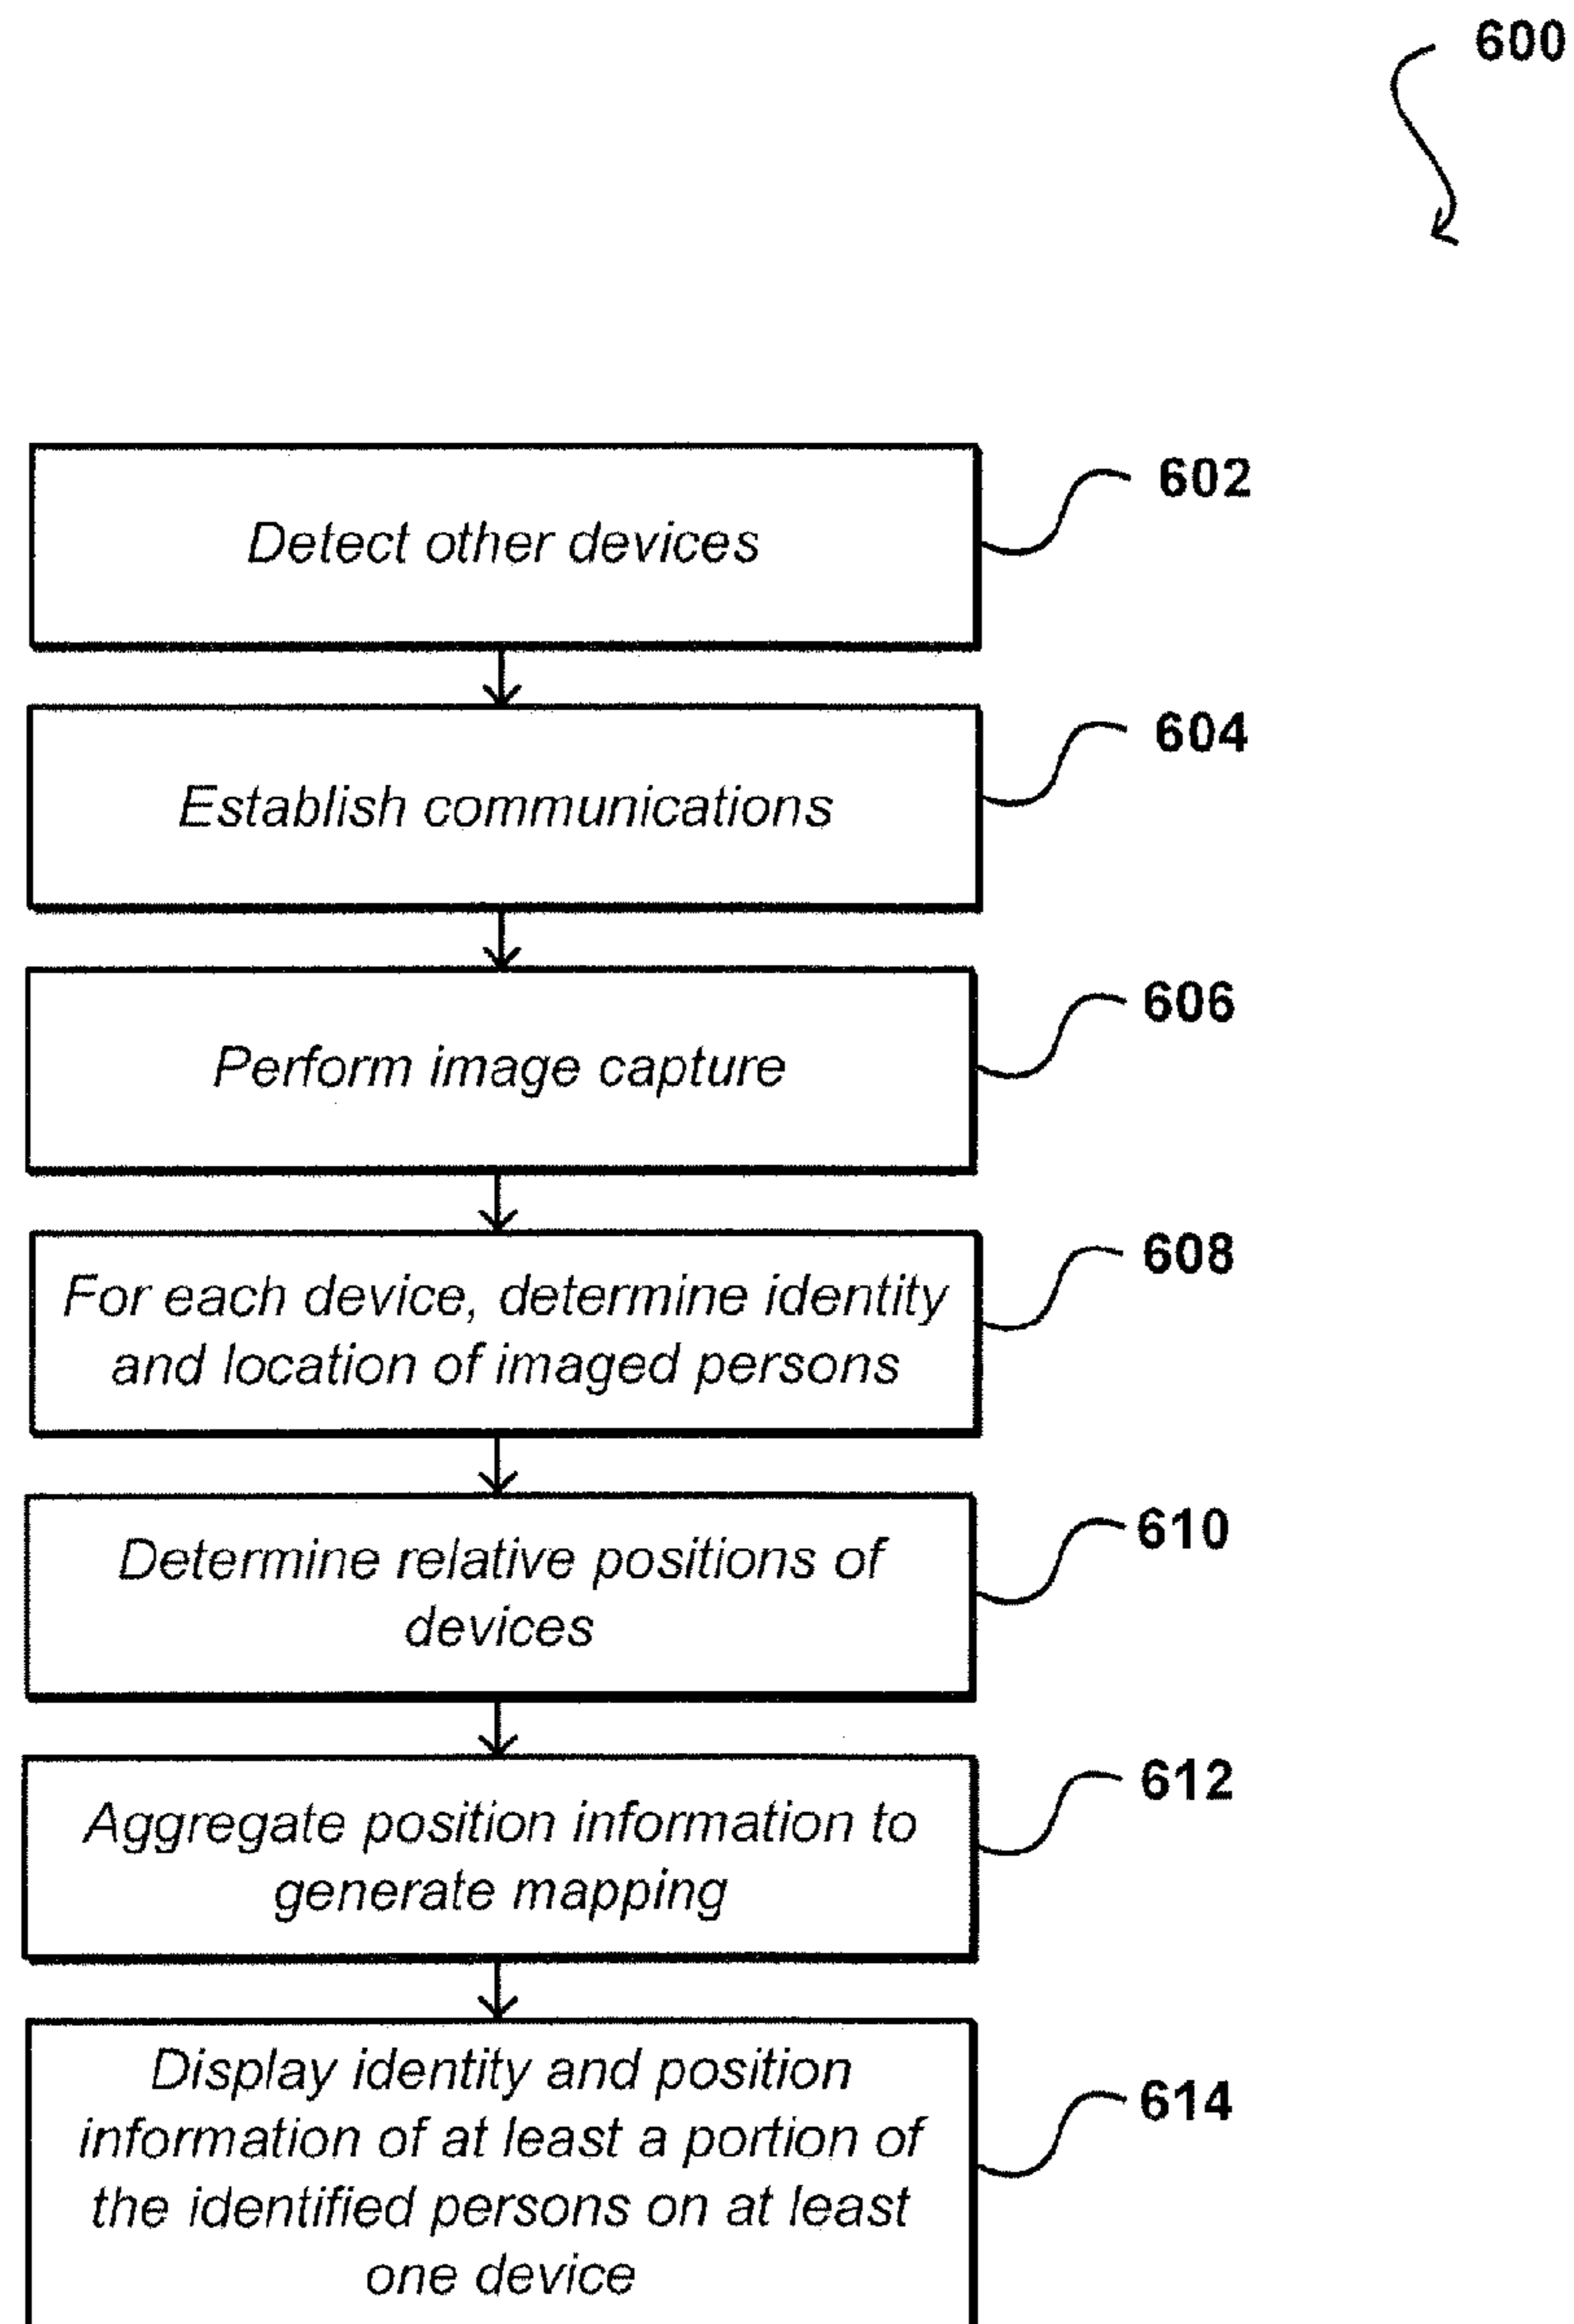 600
Detect other devices
602
Establish communications
604
Perform image capture
606
For each device, determine identity
and location of imaged persons
608
Determine relative positions of
devices
610
Aggregate position information to
generate mapping
612
Display identity and position
information of at least a portion of
the identified persons on at least
one device
614